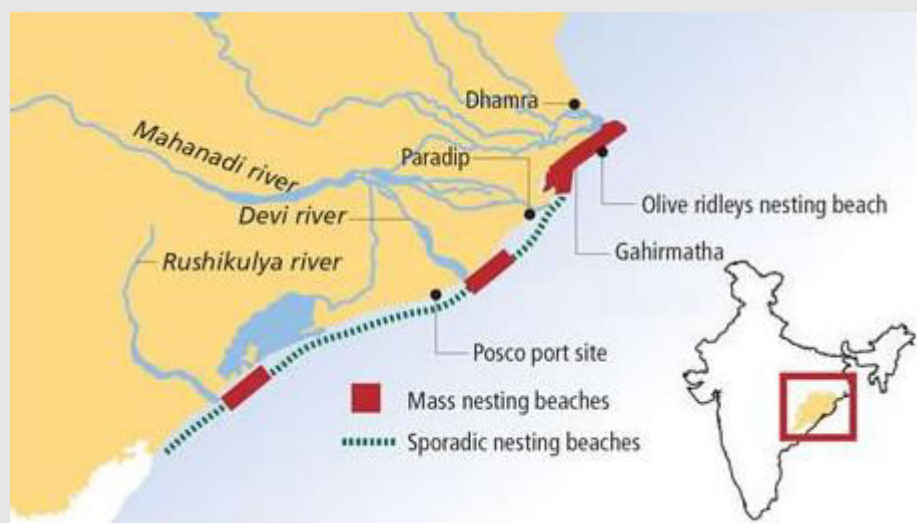 Dhamra
Mahanadi river
Paradip
Olive ridleys nesting beach
Devi river
Gahirmatha
Rushikulya river
Posco port site
Mass nesting beaches
Sporadic nesting beaches